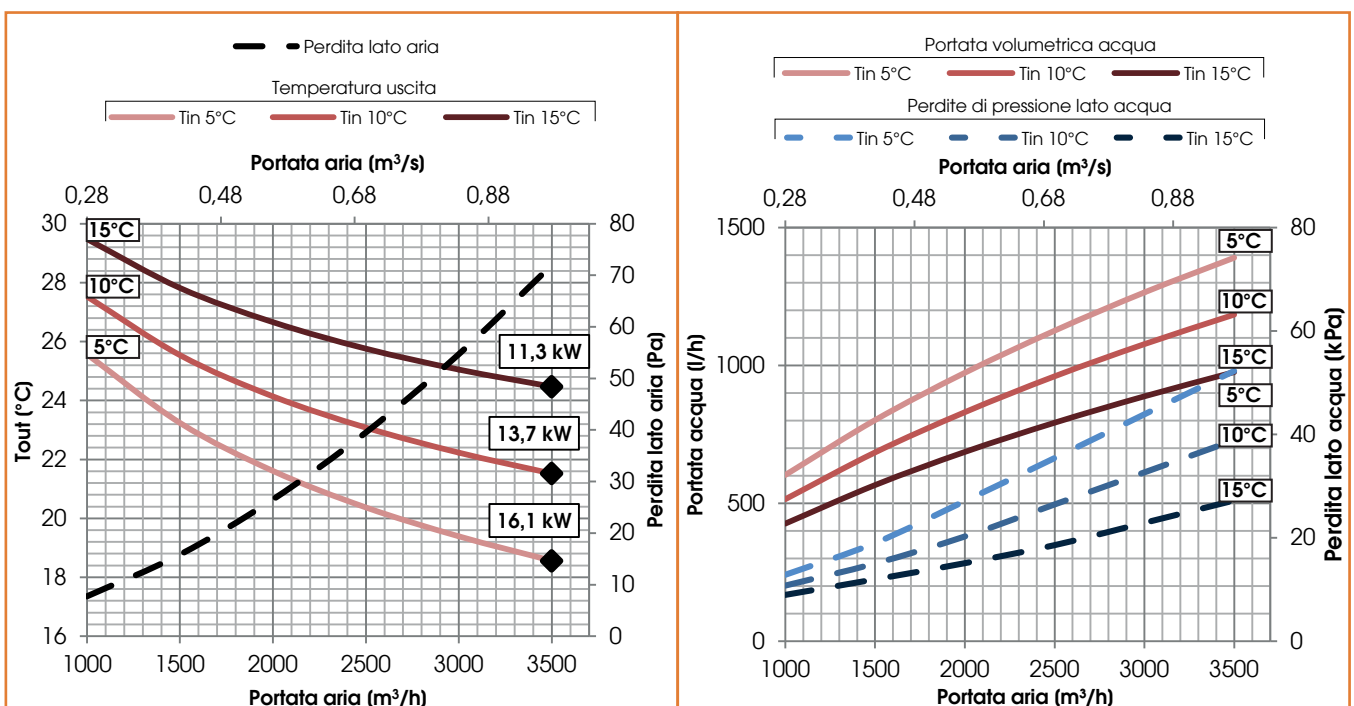 Perdita lato aria
Temperatura uscita
Tin 5°C Tin 10°C Tin 15°C
Portata aria (m³/s)
0,28 0,48 0,68 0,88
30 80
15°C
70
28
10°C
60
26
5°C
11,3 kW
50
24
40
13,7 kW
22
30
16,1 kW
20
20
18
10
16 0
1000 1500 2000 2500 3000 3500
Portata aria (m³/h)
Tout (°C)
Perdita lato aria (Pa)
Portata volumetrica acqua
Tin 5°C Tin 10°C Tin 15°C
Perdite di pressione lato acqua
Tin 5°C Tin 10°C Tin 15°C
Portata aria (m³/s)
0,28 0,48 0,68 0,88
1500 80
5°C
10°C
60
1000
15°C
5°C
10°C
40
500
15°C
20
0 0
1000 1500 2000 2500 3000 3500
Portata aria (m³/h)
Portata acqua (l/h)
Perdita lato acqua (kPa)